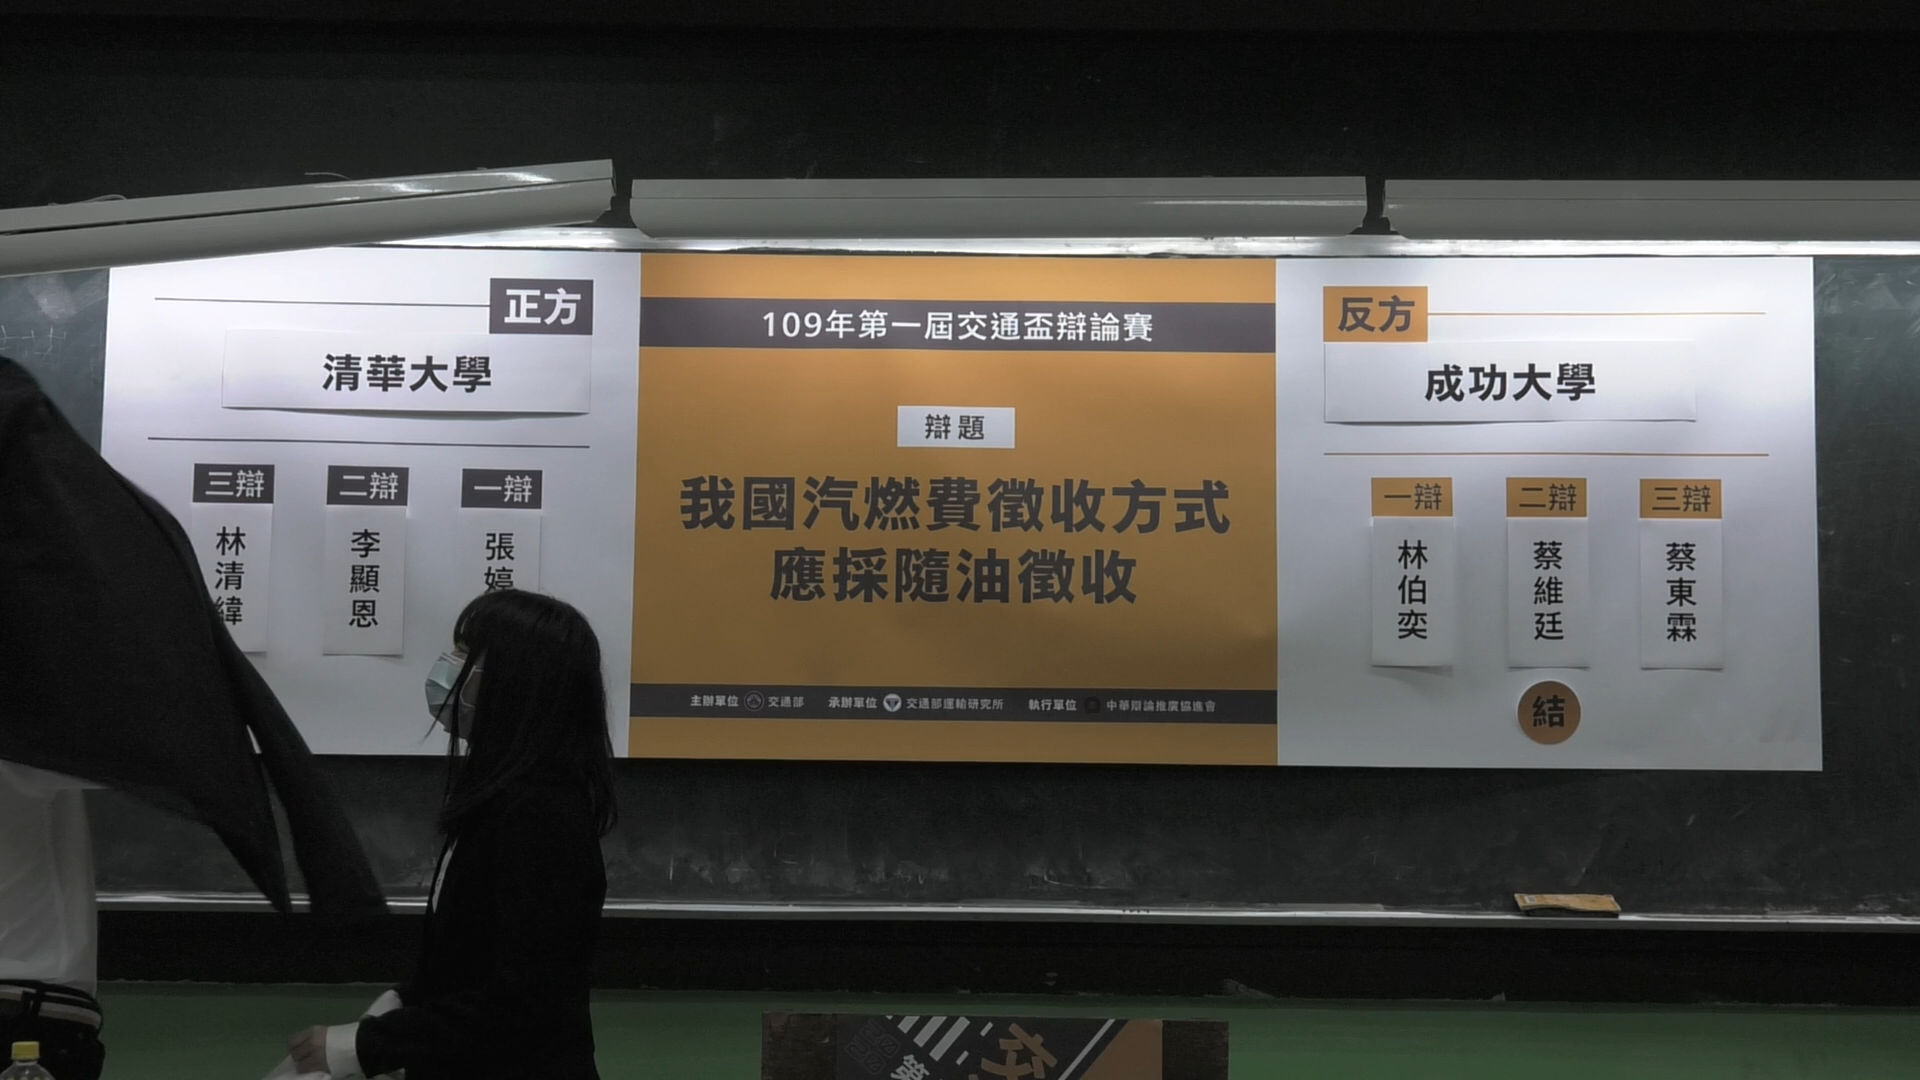 正方
清華大學
三辯
林清緯
二辯
李顯恩
一辯
張婷
109年第一屆交通盃辯論賽
辯題
我國汽燃費徵收方式
應採隨油徵收
主辦單位 交通部 承辦單位 交通部運輸研究所 執行單位 中華辯論推廣協進會
反方
成功大學
一辯
林伯奕
二辯
蔡維廷
三辯
蔡東霖
結
交
第